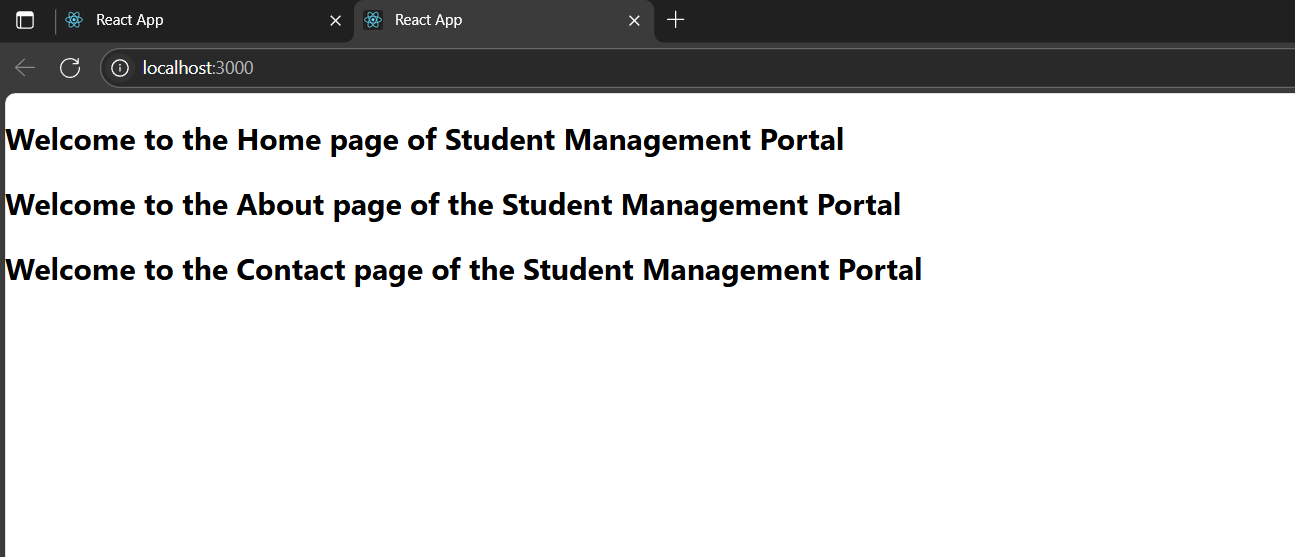 React App
React App
localhost:3000
Welcome to the Home page of Student Management Portal
Welcome to the About page of the Student Management Portal
Welcome to the Contact page of the Student Management Portal